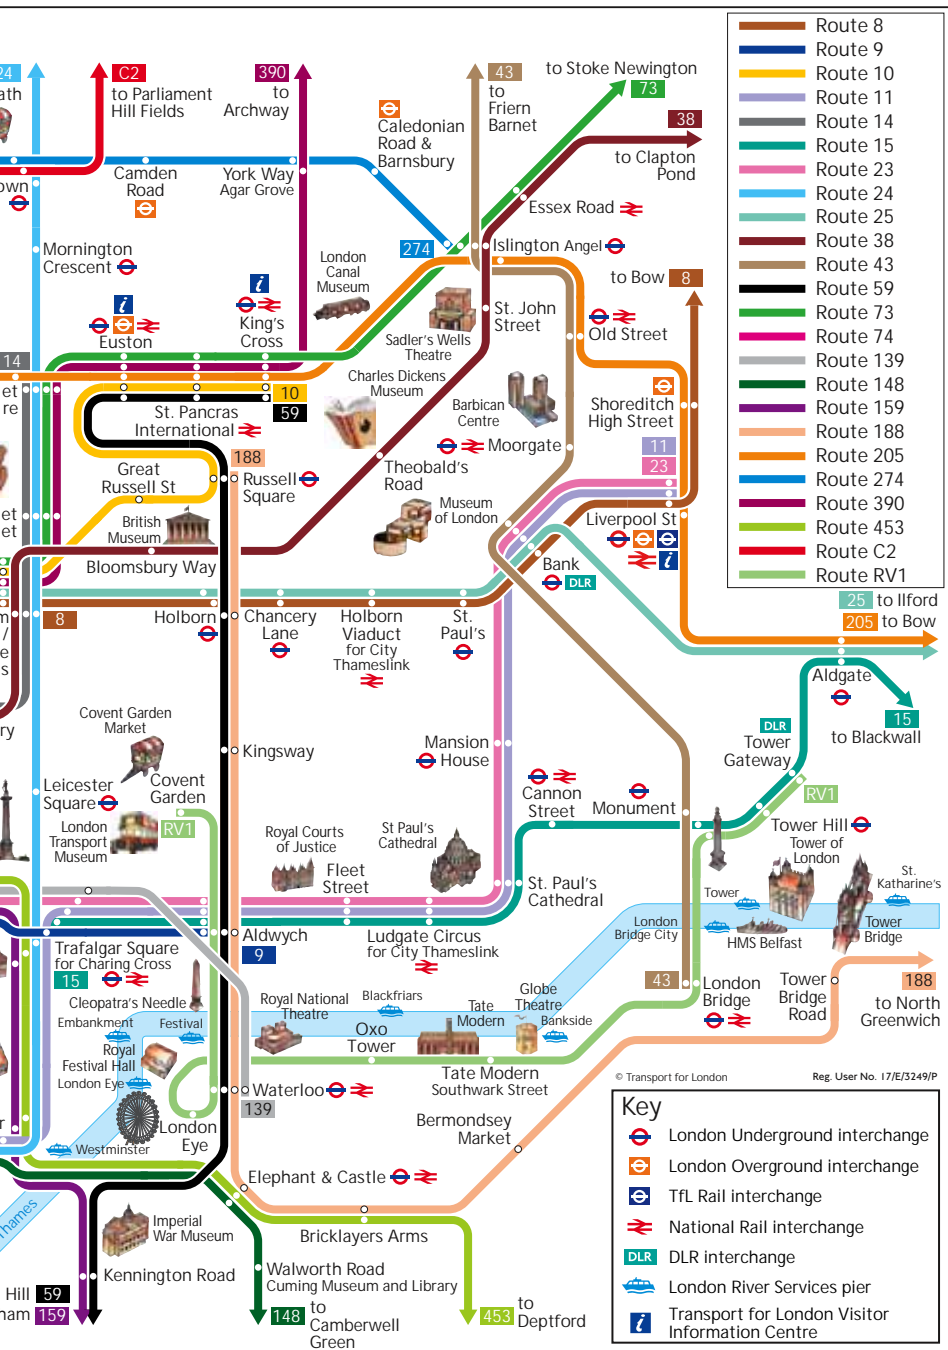 24
C2
390
43
to Stoke Newington
73
38
to Clapton
Pond
ath
to Parliament
Hill Fields
to
Archway
to
Friern
Barnet
Caledonian
Road &
Barnsbury
own
Camden
Road
York Way
Agar Grove
Essex Road
Mornington
Crescent
274
Islington Angel
London
Canal
Museum
to Bow
8
Euston
King's
Cross
St. John
Street
Old Street
Sadler's Wells
Theatre
14
Charles Dickens
Museum
et
re
10
59
St. Pancras
International
Barbican
Centre
Shoreditch
High Street
Moorgate
11
23
188
Great
Russell St
Russell
Square
Theobald's
Road
British
Museum
Museum
of London
et
et
Liverpool St
Bloomsbury Way
Bank
DLR
25
to Ilford
205
to Bow
m
/
e
s
8
Holborn
Chancery
Lane
Holborn
Viaduct
for City
Thameslink
St.
Paul's
Aldgate
15
to Blackwall
ry
Covent Garden
Market
Kingsway
Mansion
House
DLR
Tower
Gateway
Leicester
Square
Covent
Garden
RV1
Cannon
Street
Monument
RV1
London
Transport
Museum
Royal Courts
of Justice
St Paul's
Cathedral
Tower Hill
Tower of
London
Fleet
Street
St. Paul's
Cathedral
Tower
St.
Katharine's
London
Bridge City
HMS Belfast
Tower
Bridge
Trafalgar Square
for Charing Cross
15
Aldwych
9
Ludgate Circus
for City Thameslink
Cleopatra's Needle
Embankment
Festival
Royal National
Theatre
Blackfriars
Oxo
Tower
Tate
Modern
Globe
Theatre
Bankside
43
London
Bridge
Tower
Bridge
Road
188
to North
Greenwich
Royal
Festival Hall
London Eye
Waterloo
139
Tate Modern
Southwark Street
r
London
Eye
Westminster
Bermondsey
Market
Elephant & Castle
Thames
Imperial
War Museum
Bricklayers Arms
Kennington Road
Walworth Road
Cuming Museum and Library
Hill
59
ham
159
148
to
Camberwell
Green
453
to
Deptford
Route 8
Route 9
Route 10
Route 11
Route 14
Route 15
Route 23
Route 24
Route 25
Route 38
Route 43
Route 59
Route 73
Route 74
Route 139
Route 148
Route 159
Route 188
Route 205
Route 274
Route 390
Route 453
Route C2
Route RV1
© Transport for London
Reg. User No. 17/E/3249/P
Key
London Underground interchange
London Overground interchange
TfL Rail interchange
National Rail interchange
DLR
DLR interchange
London River Services pier
Transport for London Visitor
Information Centre